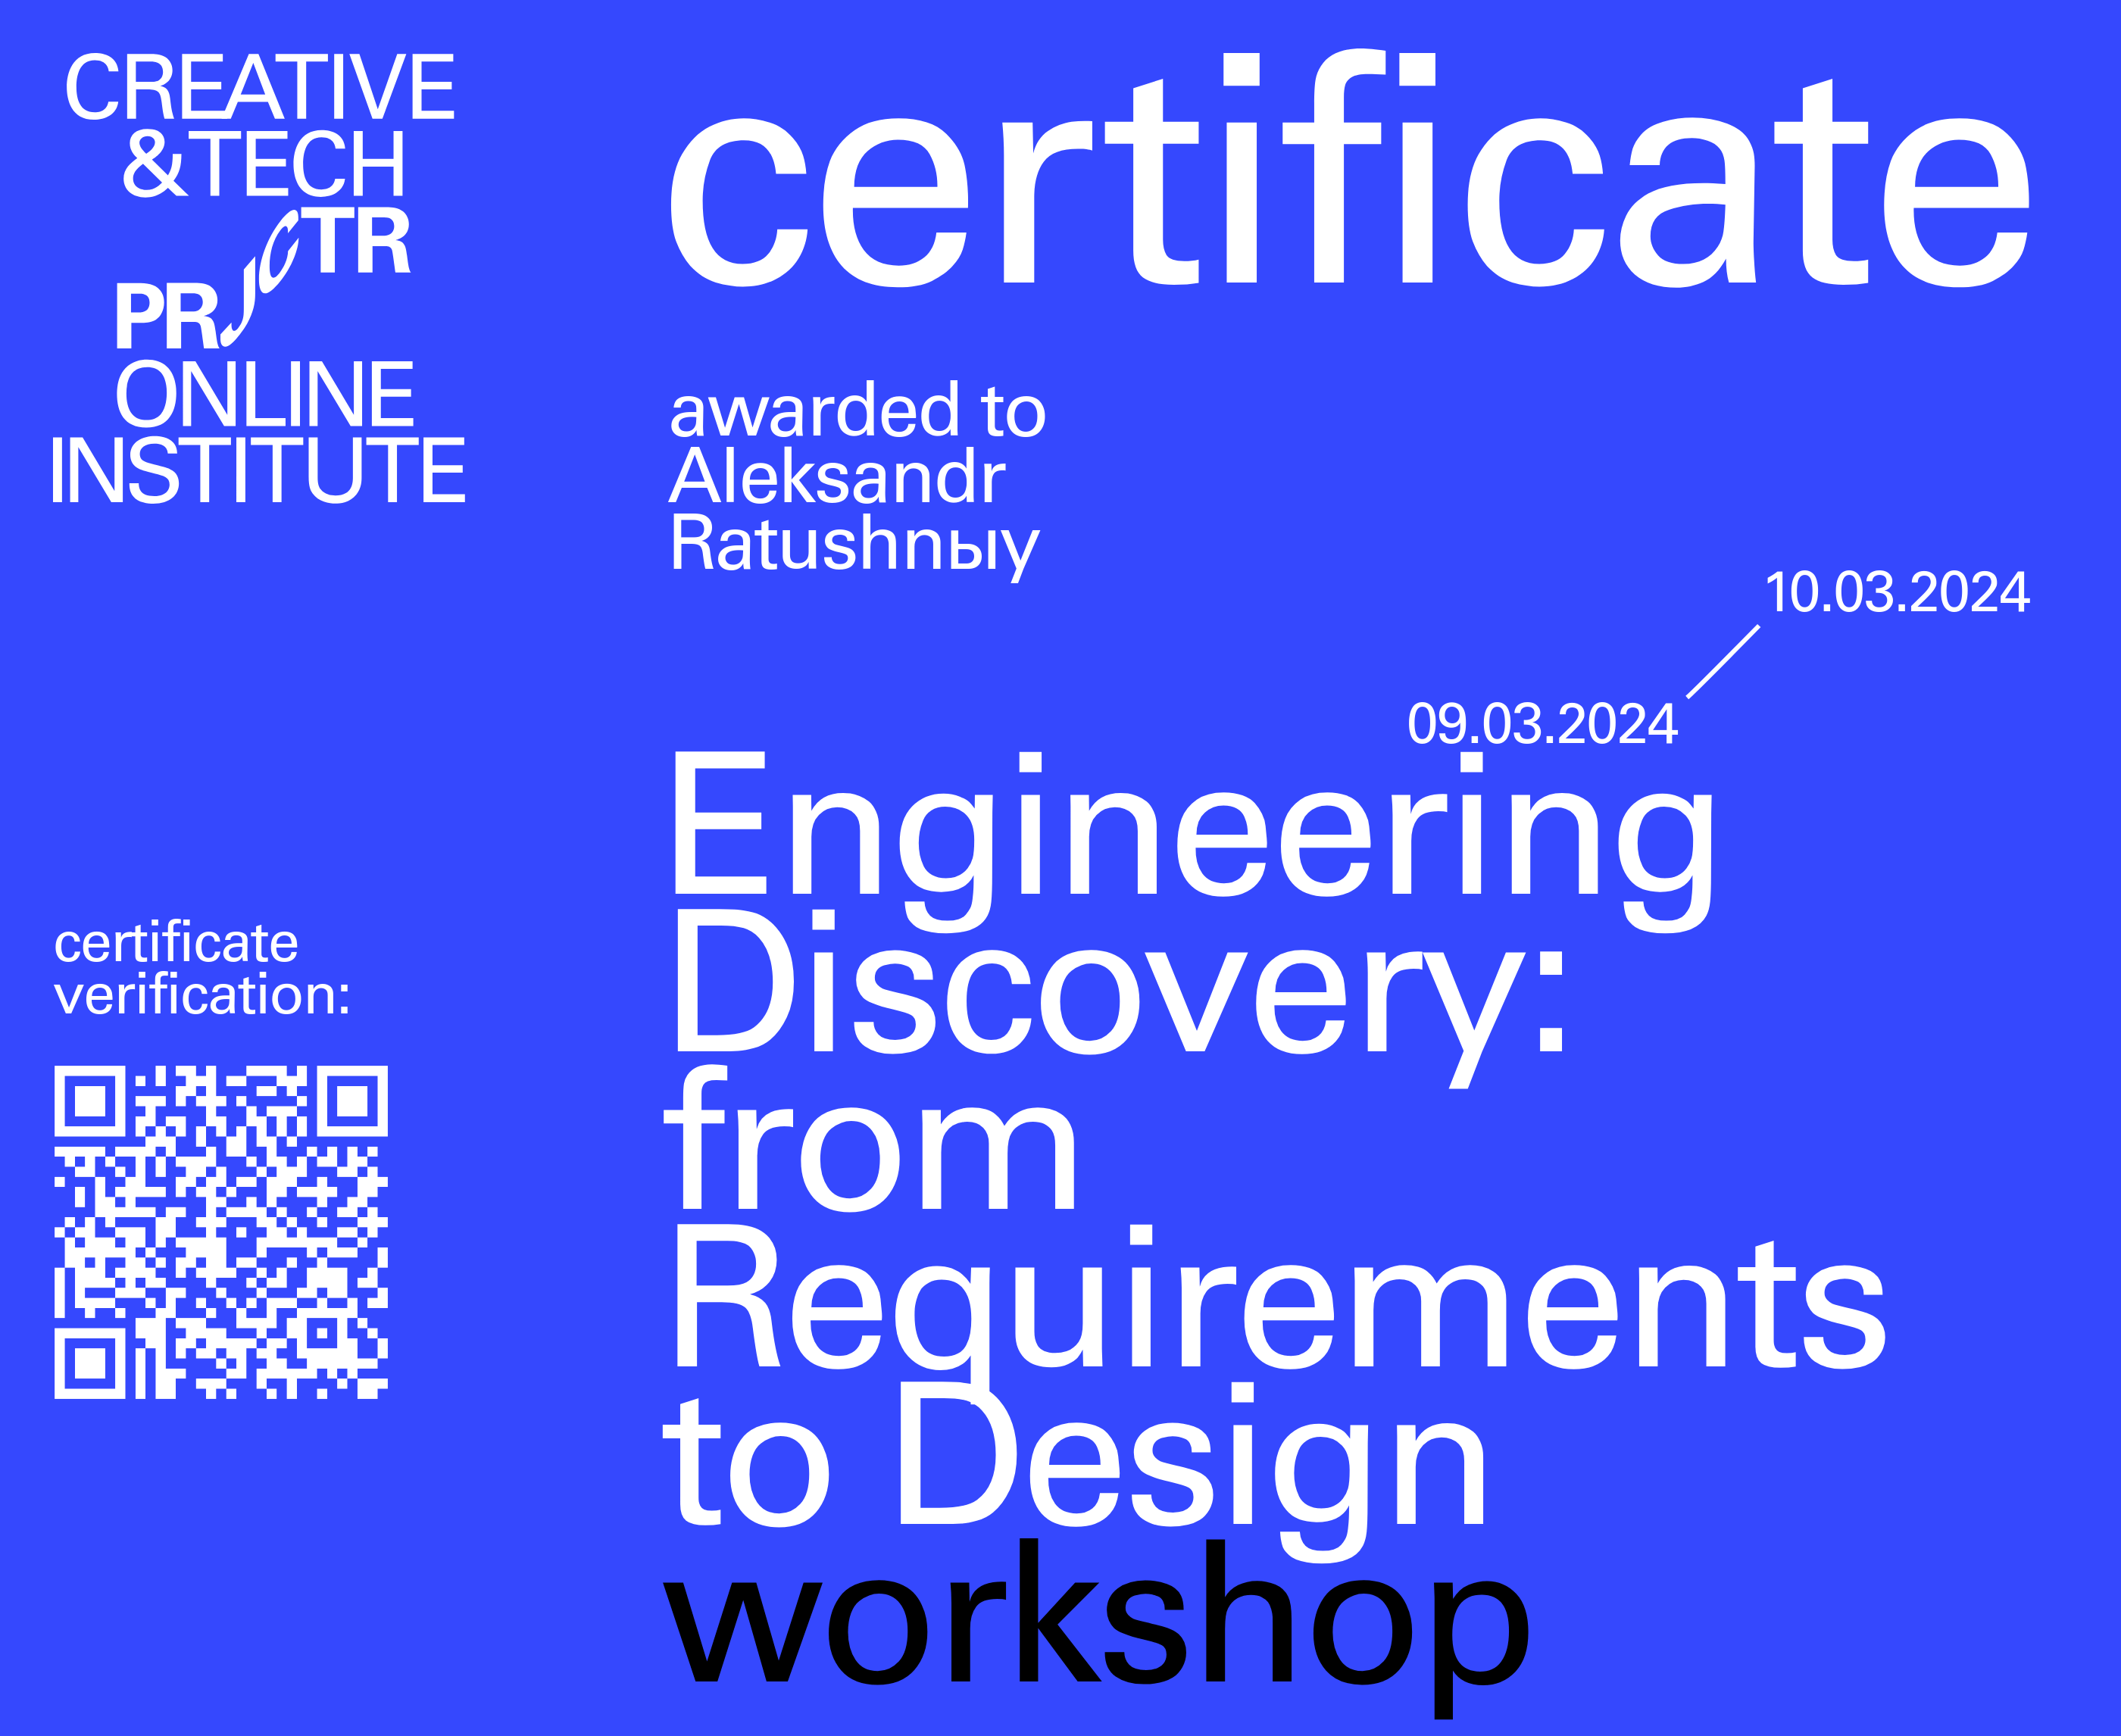 CREATIVE
&TECH
PRJCTR
ONLINE
INSTITUTE
certificate
awarded to
Aleksandr
Ratushnыy
10.03.2024
09.03.2024
Engineering
Discovery:
from
Requirements
to Design
workshop
certificate
verification: